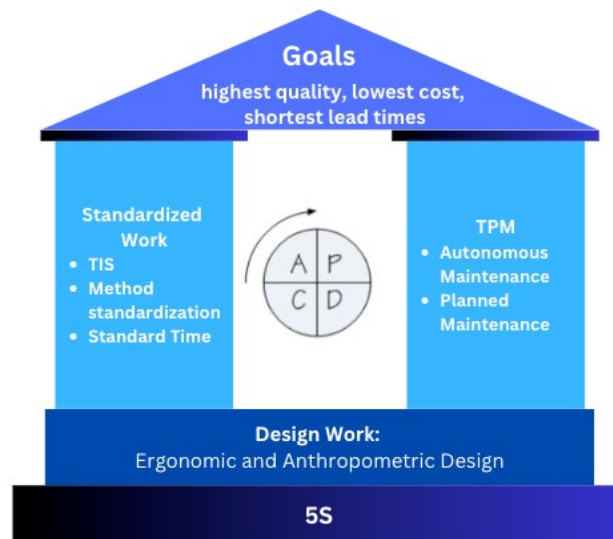 Goals
highest quality, lowest cost,
shortest lead times
Standardized
Work
• TIS
• Method
standardization
• Standard Time
A P
C D
TPM
• Autonomous
Maintenance
• Planned
Maintenance
Design Work:
Ergonomic and Anthropometric Design
5S